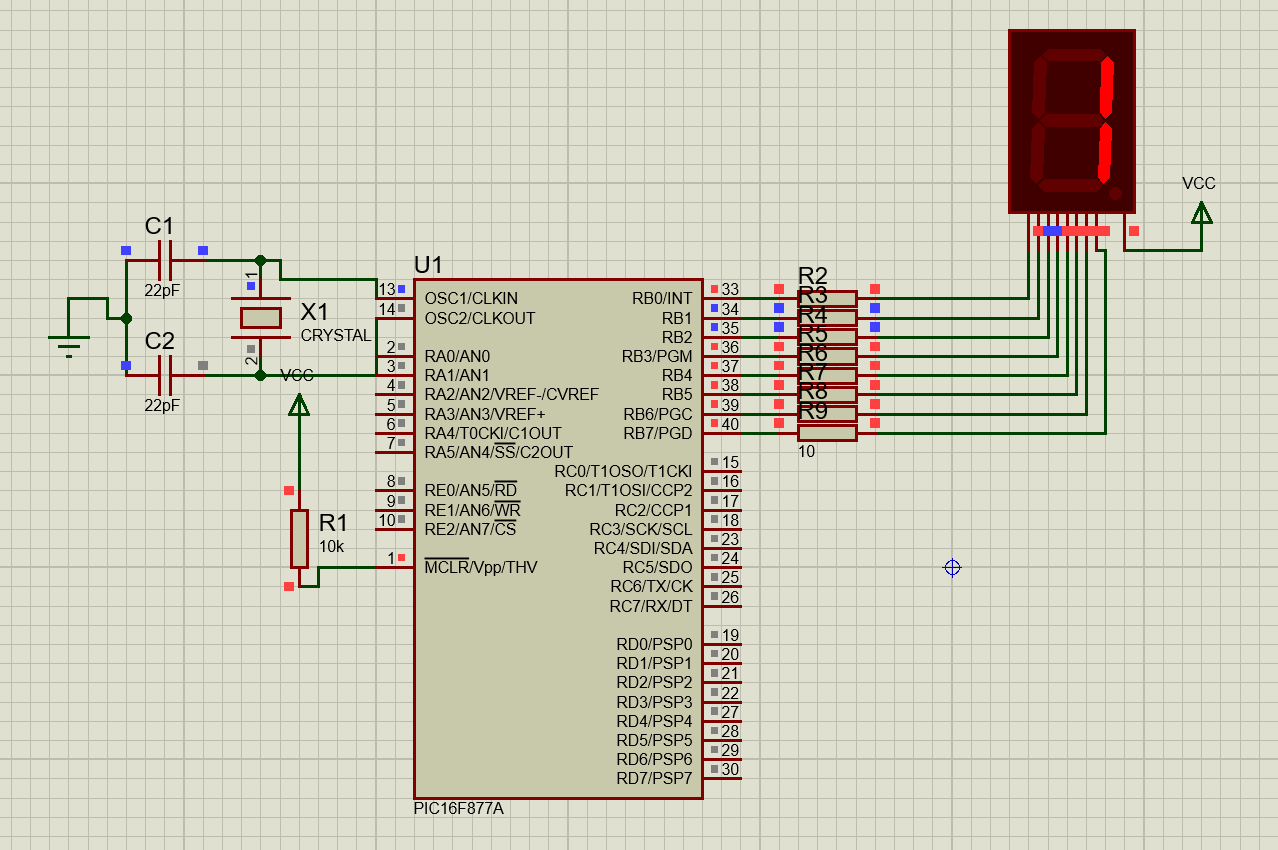 VCC
C1
22pF
1
X1
CRYSTAL
2
C2
22pF
VCC
R1
10k
U1
13 OSC1/CLKIN
14 OSC2/CLKOUT
2 RA0/AN0
3 RA1/AN1
4 RA2/AN2/VREF-/CVREF
5 RA3/AN3/VREF+
6 RA4/T0CKI/C1OUT
7 RA5/AN4/SS/C2OUT
8 RE0/AN5/RD
9 RE1/AN6/WR
10 RE2/AN7/CS
1 MCLR/Vpp/THV
RB0/INT 33
RB1 34
RB2 35
RB3/PGM 36
RB4 37
RB5 38
RB6/PGC 39
RB7/PGD 40
RC0/T1OSO/T1CKI 15
RC1/T1OSI/CCP2 16
RC2/CCP1 17
RC3/SCK/SCL 18
RC4/SDI/SDA 23
RC5/SDO 24
RC6/TX/CK 25
RC7/RX/DT 26
RD0/PSP0 19
RD1/PSP1 20
RD2/PSP2 21
RD3/PSP3 22
RD4/PSP4 27
RD5/PSP5 28
RD6/PSP6 29
RD7/PSP7 30
PIC16F877A
R2
R3
R4
R5
R6
R7
R8
R9
10
1